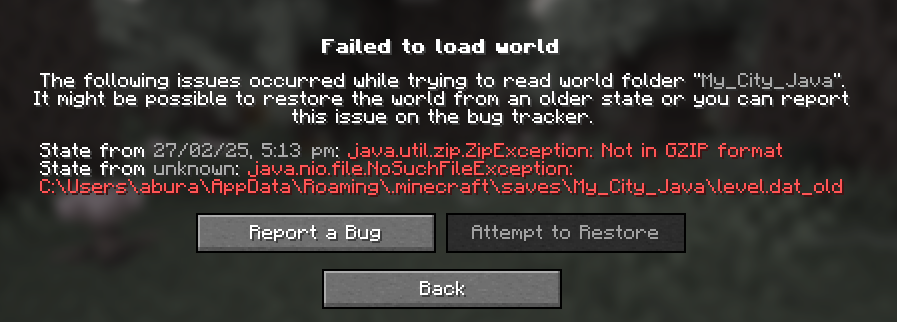 Failed to load world
The following issues occurred while trying to read world folder "My_City_Java".
It might be possible to restore the world from an older state or you can report
this issue on the bug tracker.
State from 27/02/25, 5:13 pm: java.util.zip.ZipException: Not in GZIP format
State from unknown: java.nio.file.NoSuchFileException:
C:\Users\abura\AppData\Roaming\.minecraft\saves\My_City_Java\level.dat_old
Report a Bug
Attempt to Restore
Back